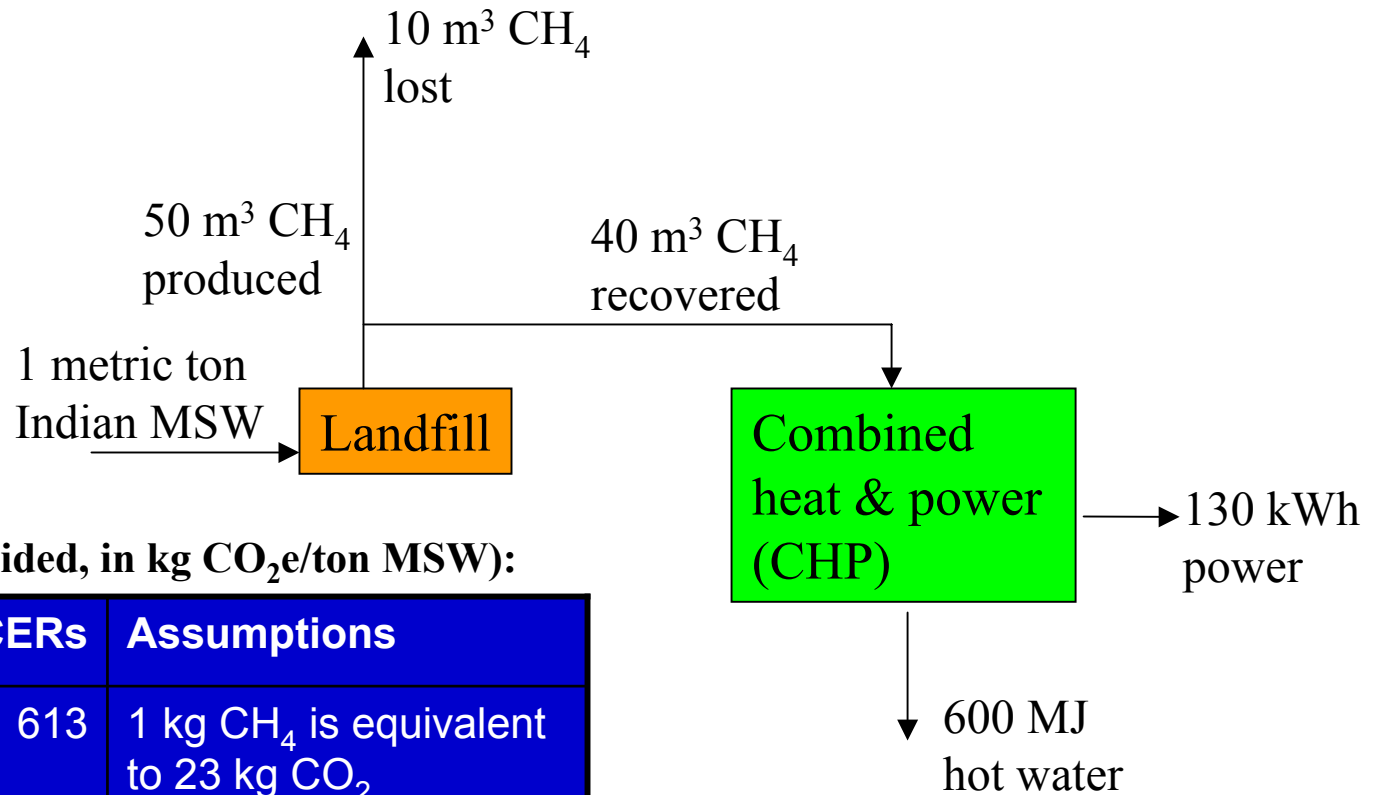 10 m³ CH₄
lost
50 m³ CH₄
produced
40 m³ CH₄
recovered
1 metric ton
Indian MSW
Landfill
Combined
heat & power
(CHP)
130 kWh
power
600 MJ
hot water
in kg CO₂e/ton MSW):
Assumptions
613 1 kg CH₄ is equivalent
to 23 kg CO₂